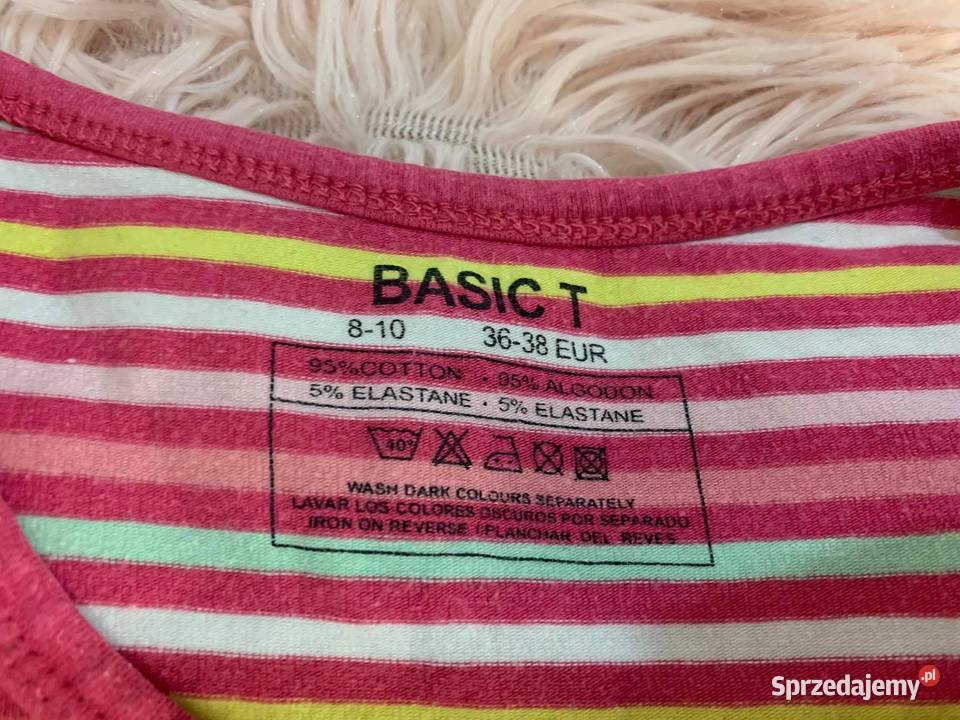 BASIC T
8-10 36-38 EUR
95%COTTON · 95% ALGODON
5% ELASTANE · 5% ELASTANE
40°
WASH DARK COLOURS SEPARATELY
LAVAR LOS COLORES OSCUROS POR SEPARADO
IRON ON REVERSE / PLANCHAR DEL REVES
Sprzedajemy.pl